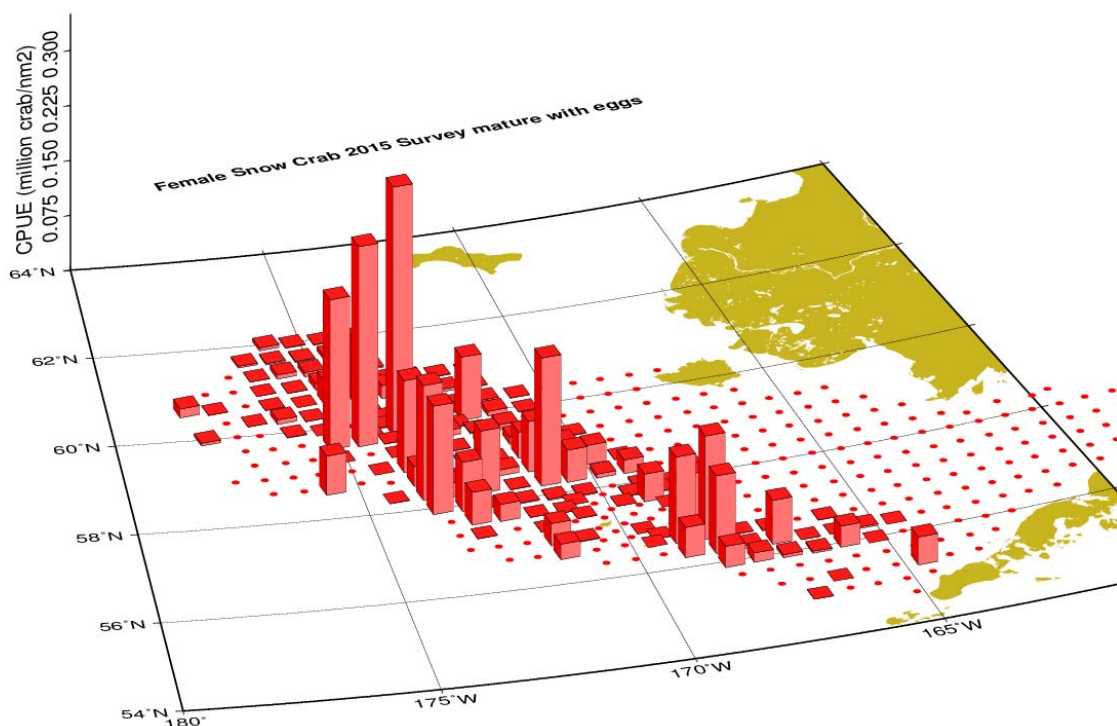 Female Snow Crab 2015 Survey mature with eggs
CPUE (million crab/nm2)
0.075 0.150 0.225 0.300
64°N
62°N
60°N
58°N
56°N
54°N
180°
175°W
170°W
165°W